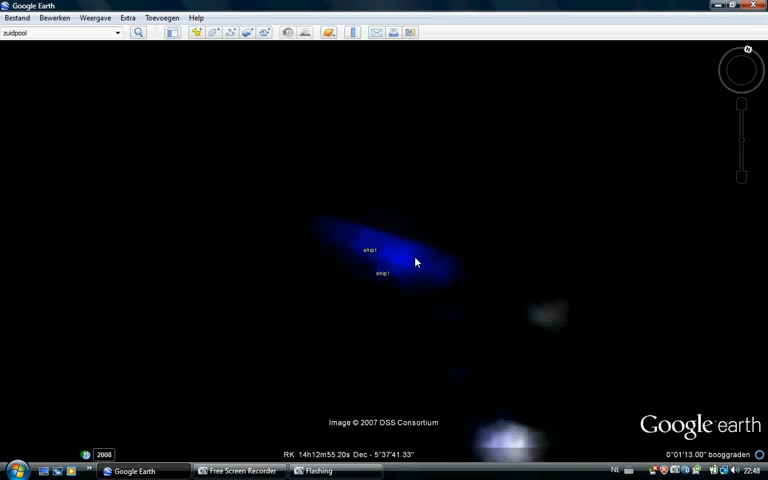 Google Earth
Bestand Bewerken Weergave Extra Toevoegen Help
zuidpool
N
ship1
ship1
Image © 2007 DSS Consortium
Google earth
2008
RK 14h12m55.20s Dec - 5°37'41.33"
0°01'13.00" booggraden
Google Earth
Free Screen Recorder
Flashing
NL
22:48